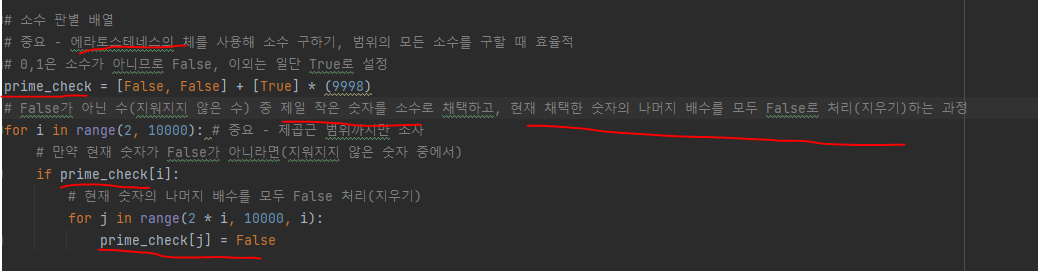 # 소수 판별 배열
# 중요 - 에라토스테네스의 체를 사용해 소수 구하기, 범위의 모든 소수를 구할 때 효율적
# 0,1은 소수가 아니므로 False, 이외는 일단 True로 설정
prime_check = [False, False] + [True] * (9998)
# False가 아닌 수(지워지지 않은 수) 중 제일 작은 숫자를 소수로 채택하고, 현재 채택한 숫자의 나머지 배수를 모두 False로 처리(지우기)하는 과정
for i in range(2, 10000): # 중요 - 제곱근 범위까지만 조사
# 만약 현재 숫자가 False가 아니라면(지워지지 않은 숫자 중에서)
if prime_check[i]:
# 현재 숫자의 나머지 배수를 모두 False 처리(지우기)
for j in range(2 * i, 10000, i):
prime_check[j] = False